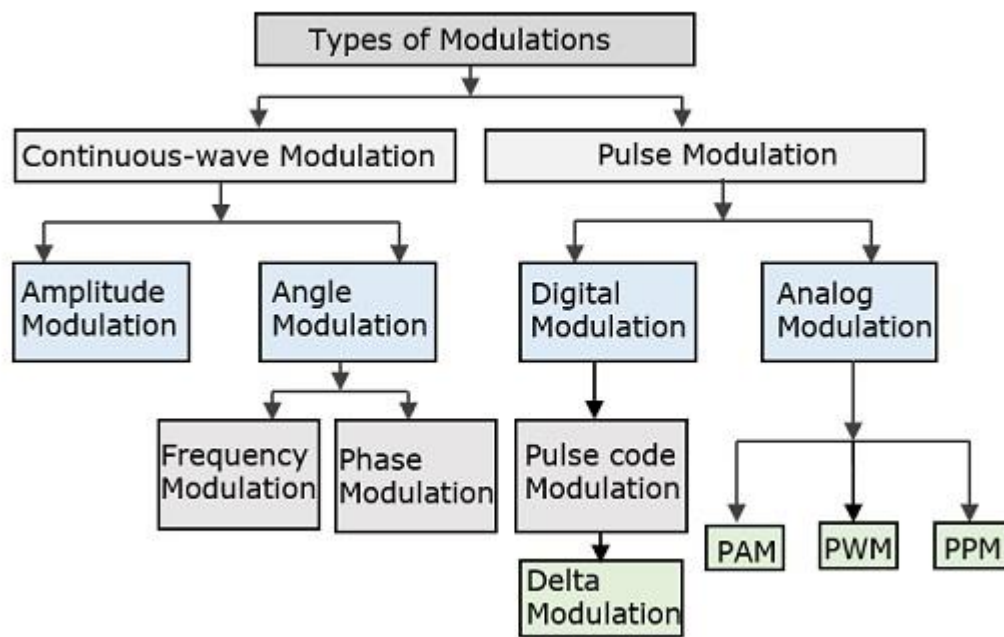 Types of Modulations
Continuous-wave Modulation
Pulse Modulation
Amplitude
Modulation
Angle
Modulation
Digital
Modulation
Analog
Modulation
Frequency
Modulation
Phase
Modulation
Pulse code
Modulation
PAM
PWM
PPM
Delta
Modulation